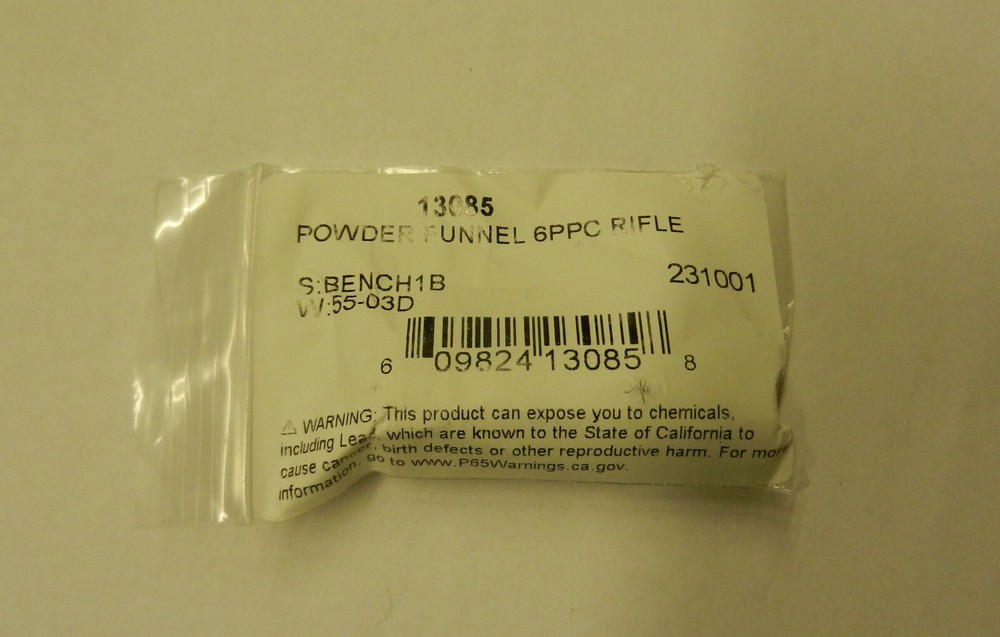 13085
POWDER FUNNEL 6PPC RIFLE
S:BENCH1B 231001
W:55-03D
6 09824 13085 8
⚠ WARNING: This product can expose you to chemicals,
including Lead, which are known to the State of California to
cause cancer, birth defects or other reproductive harm. For more
information, go to www.P65Warnings.ca.gov.